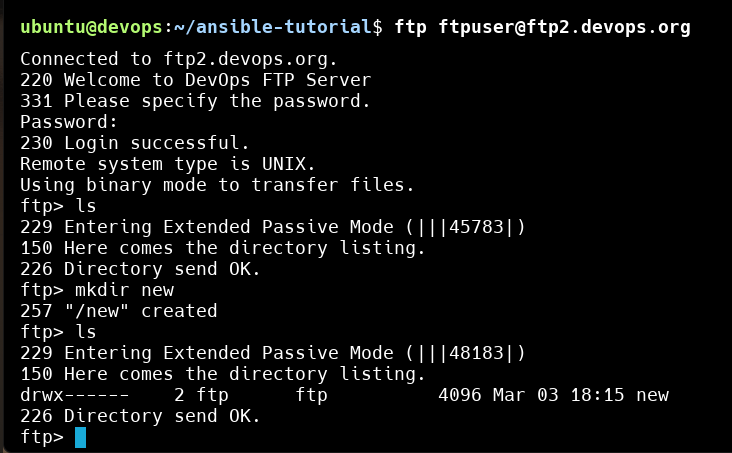 ubuntu@devops:~/ansible-tutorial$ ftp ftpuser@ftp2.devops.org
Connected to ftp2.devops.org.
220 Welcome to DevOps FTP Server
331 Please specify the password.
Password:
230 Login successful.
Remote system type is UNIX.
Using binary mode to transfer files.
ftp> ls
229 Entering Extended Passive Mode (|||45783|)
150 Here comes the directory listing.
226 Directory send OK.
ftp> mkdir new
257 "/new" created
ftp> ls
229 Entering Extended Passive Mode (|||48183|)
150 Here comes the directory listing.
drwx------    2 ftp      ftp          4096 Mar 03 18:15 new
226 Directory send OK.
ftp>